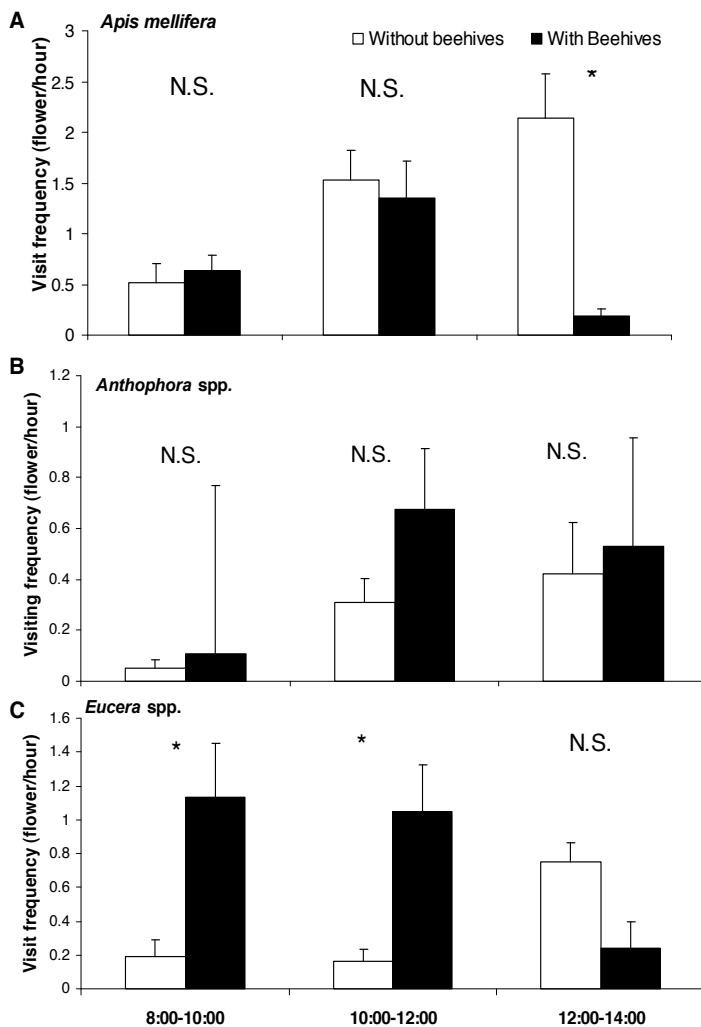 A
Apis mellifera
Without beehives
With Beehives
Visit frequency (flower/hour)
3
2.5
2
1.5
1
0.5
0
N.S.
N.S.
*
B
Anthophora spp.
Visiting frequency (flower/hour)
1.2
1
0.8
0.6
0.4
0.2
0
N.S.
N.S.
N.S.
C
Eucera spp.
Visit frequency (flower/hour)
1.6
1.4
1.2
1
0.8
0.6
0.4
0.2
0
*
*
N.S.
8:00-10:00
10:00-12:00
12:00-14:00